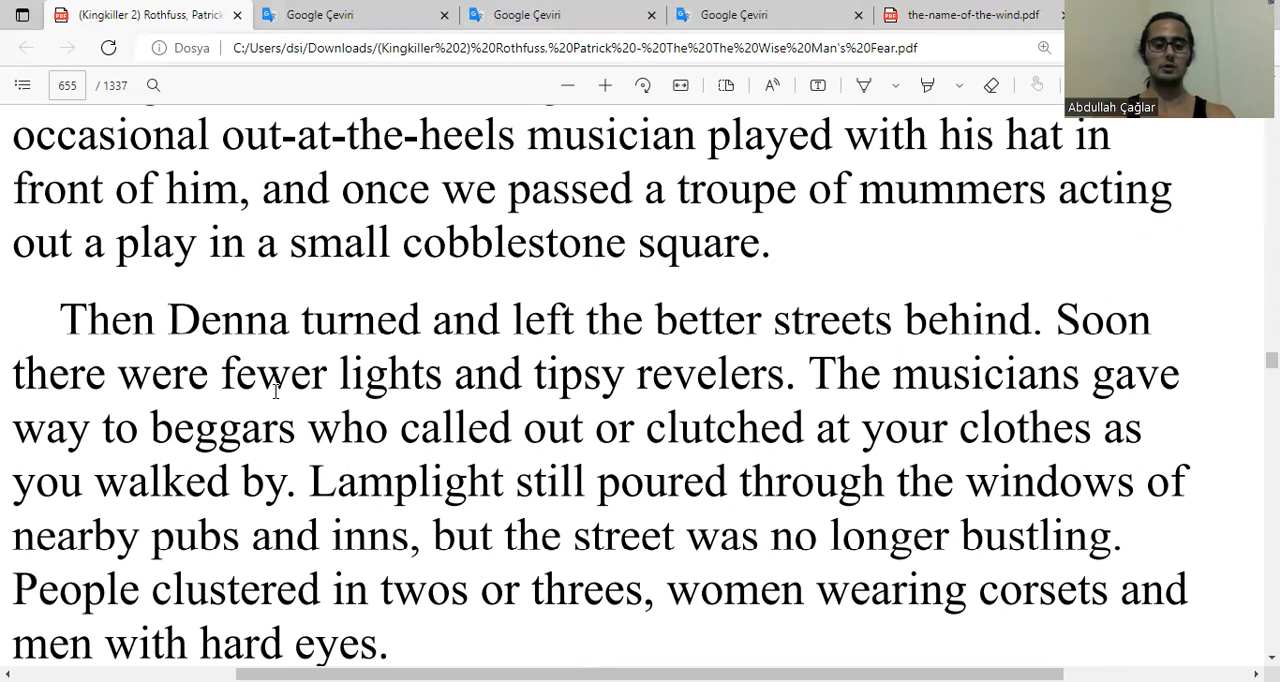 (Kingkiller 2) Rothfuss, Patrick
Google Çeviri
Google Çeviri
Google Çeviri
the-name-of-the-wind.pdf
Dosya
C:/Users/dsi/Downloads/(Kingkiller%202)%20Rothfuss,%20Patrick%20-%20The%20The%20Wise%20Man's%20Fear.pdf
655 / 1337
Abdullah Çağlar
occasional out-at-the-heels musician played with his hat in
front of him, and once we passed a troupe of mummers acting
out a play in a small cobblestone square.
Then Denna turned and left the better streets behind. Soon
there were fewer lights and tipsy revelers. The musicians gave
way to beggars who called out or clutched at your clothes as
you walked by. Lamplight still poured through the windows of
nearby pubs and inns, but the street was no longer bustling.
People clustered in twos or threes, women wearing corsets and
men with hard eyes.